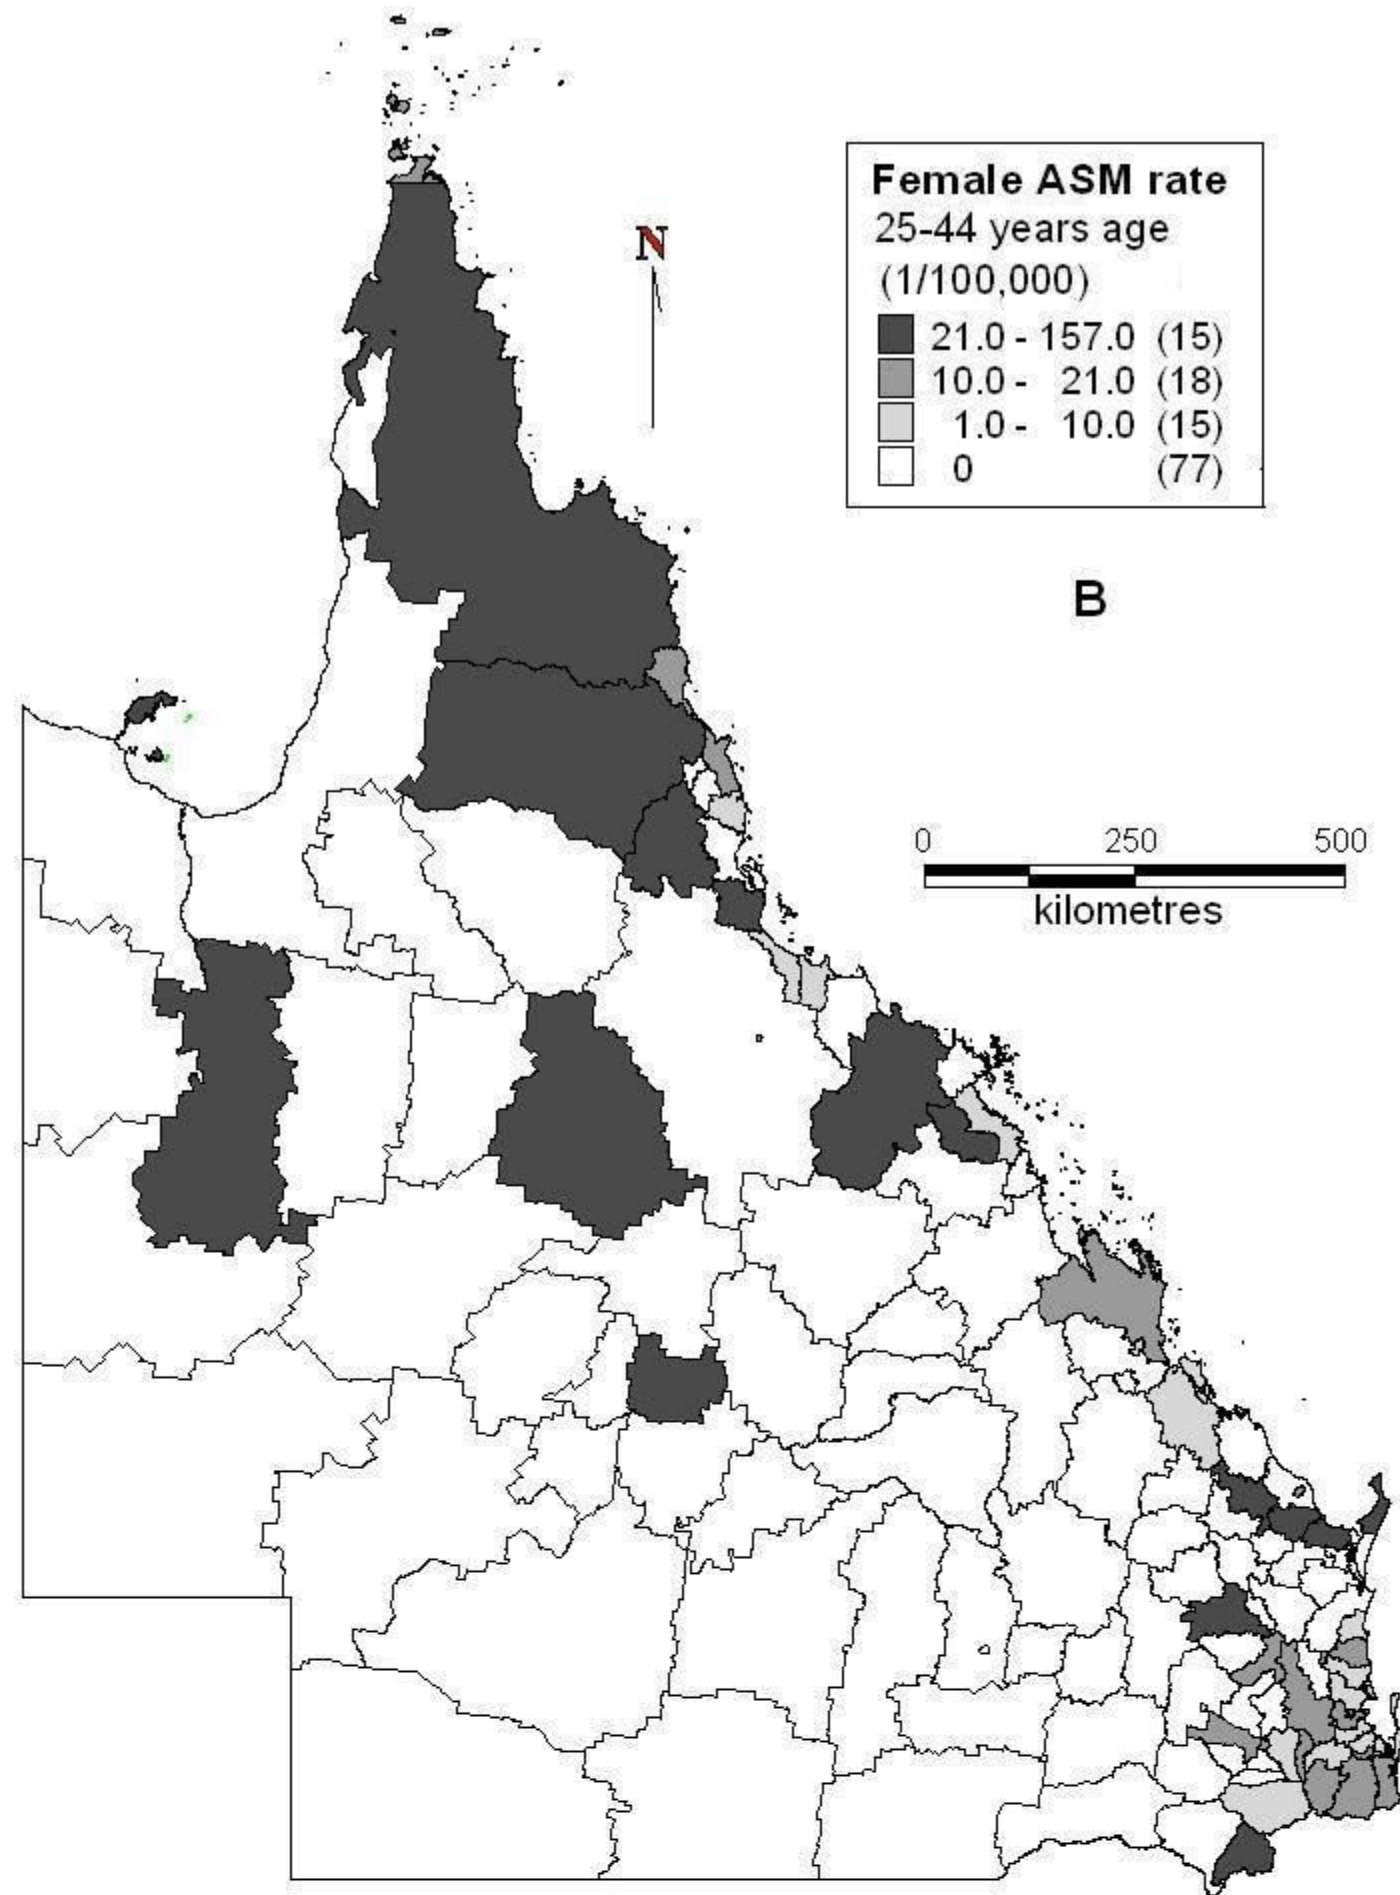 N
Female ASM rate
25-44 years age
(1/100,000)
21.0 - 157.0 (15)
10.0 - 21.0 (18)
1.0 - 10.0 (15)
0 (77)
B
0 250 500
kilometres